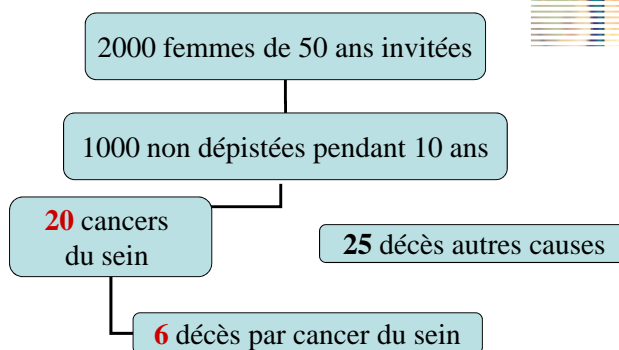 2000 femmes de 50 ans invitées
1000 non dépistées pendant 10 ans
20 cancers
du sein
25 décès autres causes
6 décès par cancer du sein